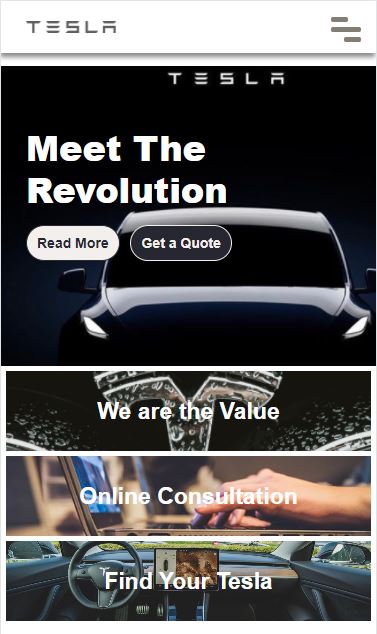 TESLA
TESLA
Meet The
Revolution
Read More
Get a Quote
We are the Value
Online Consultation
Find Your Tesla